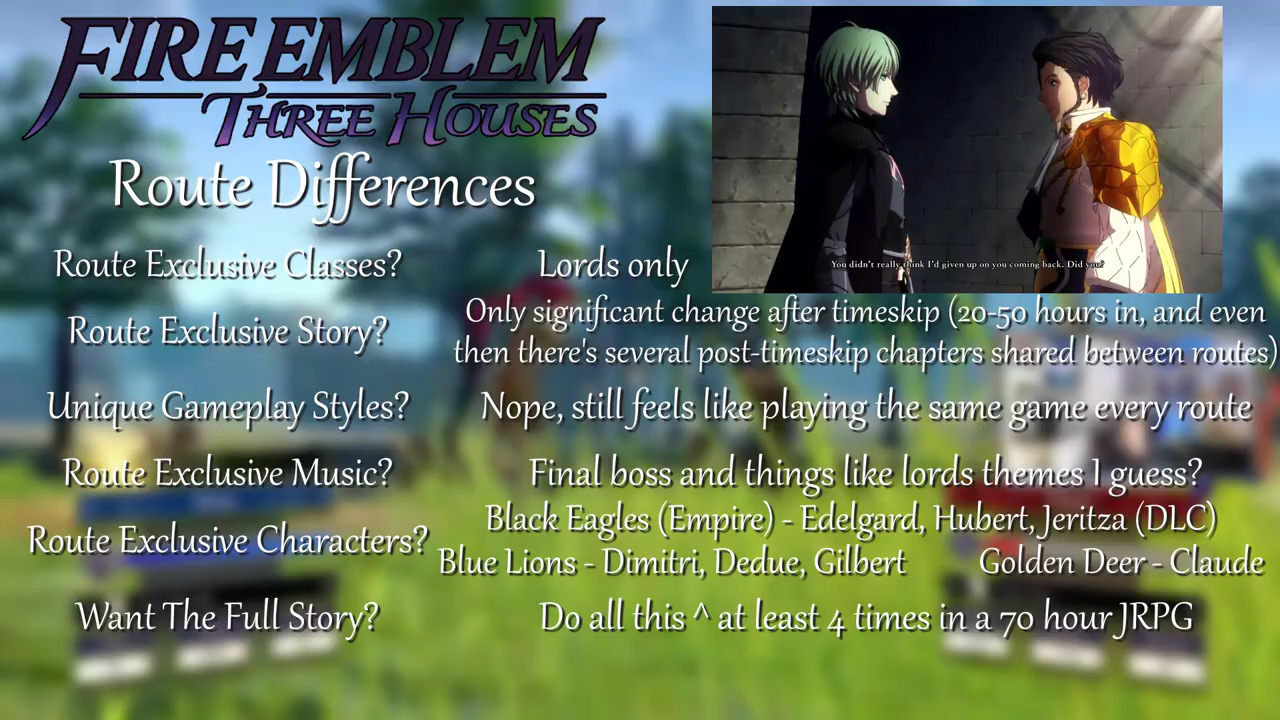 FIRE EMBLEM
THREE HOUSES
Route Differences
You didn't really think I'd given up on you coming back. Did you?
Route Exclusive Classes?
Lords only
Route Exclusive Story?
Only significant change after timeskip (20-50 hours in, and even
then there's several post-timeskip chapters shared between routes)
Unique Gameplay Styles?
Nope, still feels like playing the same game every route
Route Exclusive Music?
Final boss and things like lords themes I guess?
Route Exclusive Characters?
Black Eagles (Empire) - Edelgard, Hubert, Jeritza (DLC)
Blue Lions - Dimitri, Dedue, Gilbert
Golden Deer - Claude
Want The Full Story?
Do all this ^ at least 4 times in a 70 hour JRPG